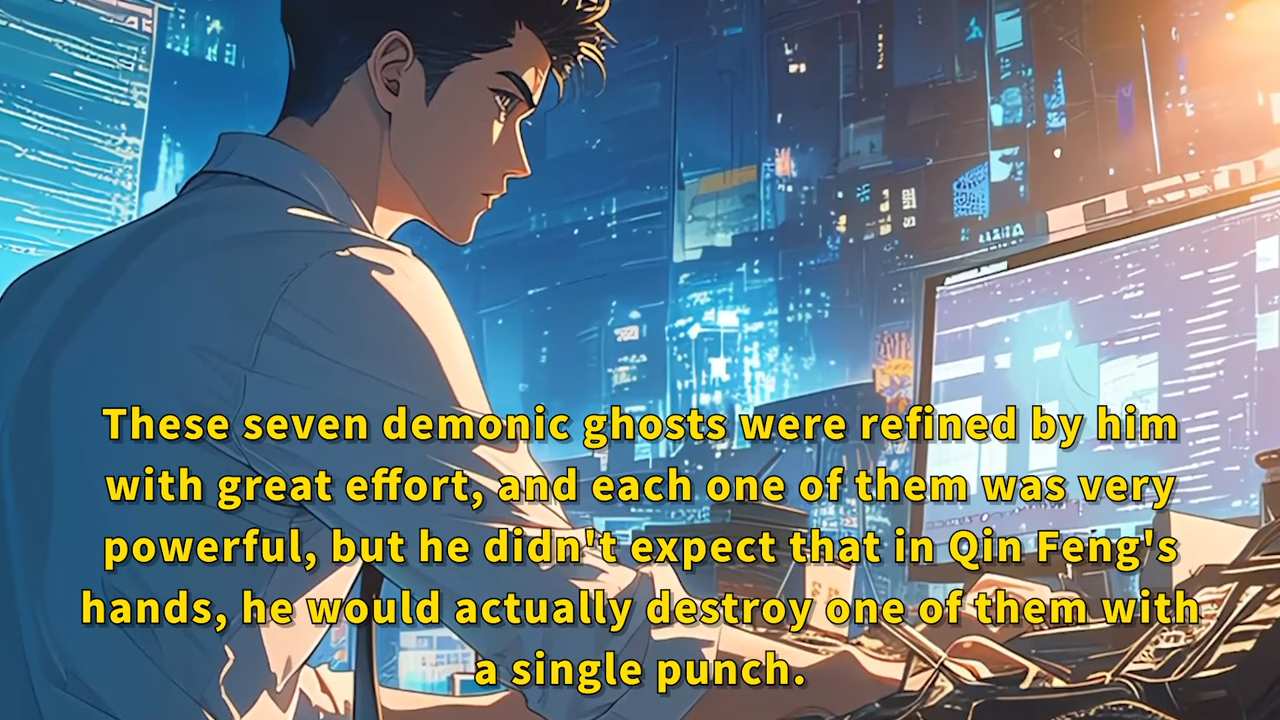 These seven demonic ghosts were refined by him
with great effort, and each one of them was very
powerful, but he didn't expect that in Qin Feng's
hands, he would actually destroy one of them with
a single punch.